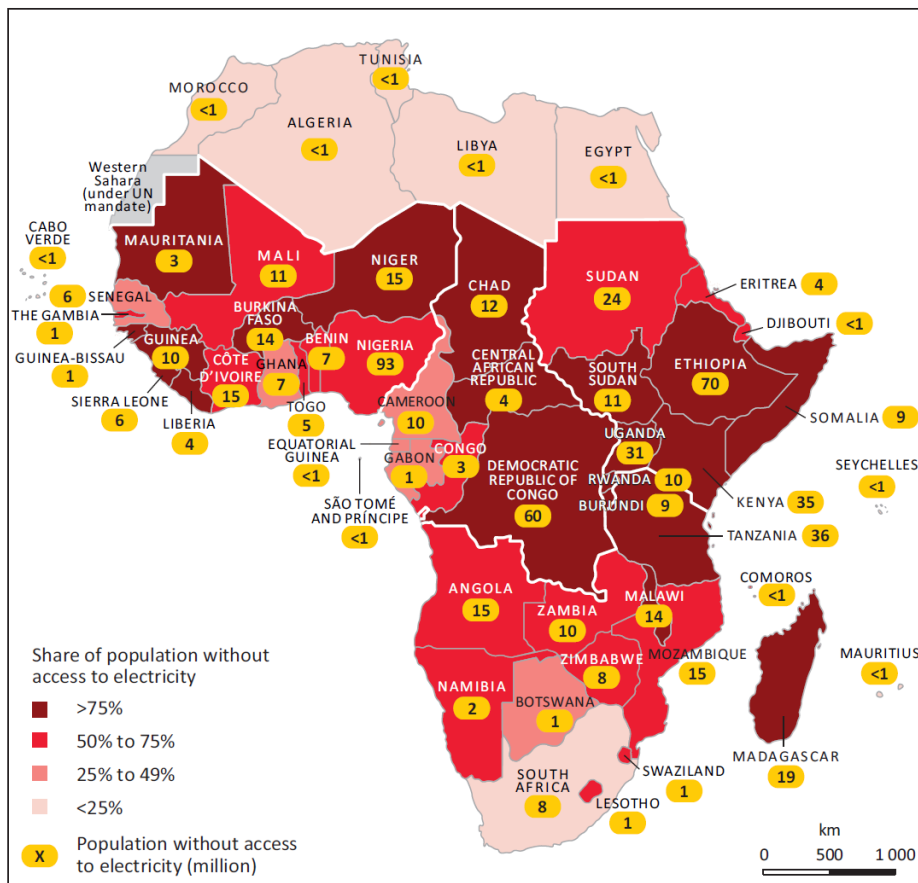 TUNISIA
<1
MOROCCO
<1
ALGERIA
<1
LIBYA
<1
EGYPT
<1
Western
Sahara
(under UN
mandate)
CABO
VERDE
<1
MAURITANIA
3
MALI
11
NIGER
15
CHAD
12
SUDAN
24
ERITREA 4
DJIBOUTI <1
6 SENEGAL
THE GAMBIA
1
GUINEA-BISSAU
1
GUINEA
10
SIERRA LEONE
6
LIBERIA
4
CÔTE
D'IVOIRE
15
BURKINA
FASO
14
GHANA
7
TOGO
5
BENIN
7
NIGERIA
93
CENTRAL
AFRICAN
REPUBLIC
4
SOUTH
SUDAN
11
ETHIOPIA
70
SOMALIA 9
CAMEROON
10
EQUATORIAL
GUINEA
<1
GABON
1
CONGO
3
SÃO TOMÉ
AND PRÍNCIPE
<1
DEMOCRATIC
REPUBLIC OF
CONGO
60
UGANDA
31
RWANDA 10
BURUNDI 9
KENYA 35
TANZANIA 36
SEYCHELLES
<1
COMOROS
<1
ANGOLA
15
ZAMBIA
10
MALAWI
14
MOZAMBIQUE
15
ZIMBABWE
8
MAURITIUS
<1
NAMIBIA
2
BOTSWANA
1
MADAGASCAR
19
SOUTH
AFRICA
8
SWAZILAND
1
LESOTHO
1
Share of population without
access to electricity
>75%
50% to 75%
25% to 49%
<25%
X Population without access
to electricity (million)
km
0 500 1 000